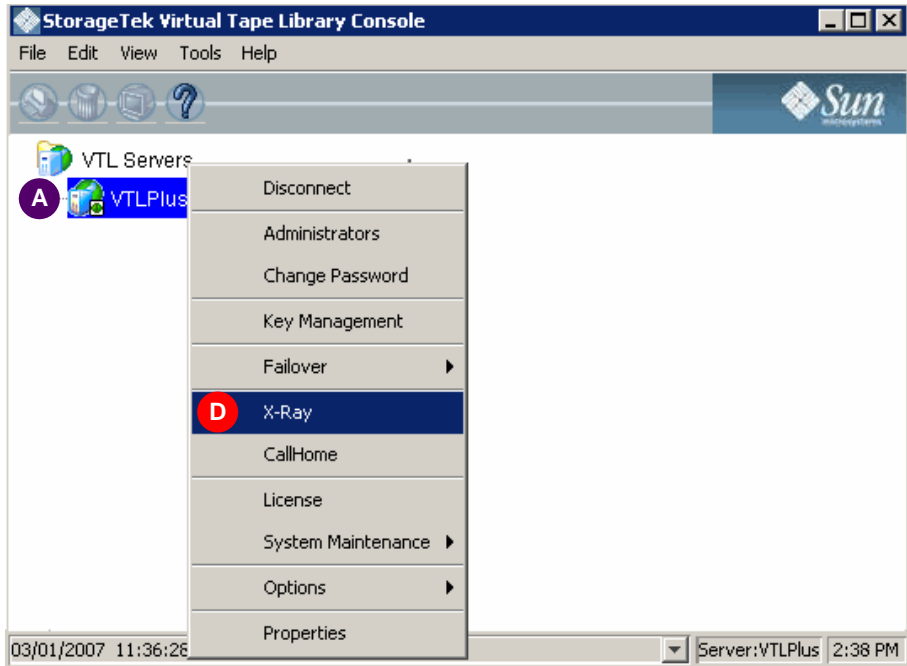 StorageTek Virtual Tape Library Console
File Edit View Tools Help
Sun
microsystems
VTL Servers
A VTLPlus
Disconnect
Administrators
Change Password
Key Management
Failover
D X-Ray
CallHome
License
System Maintenance
Options
Properties
03/01/2007 11:36:28 Server:VTLPlus 2:38 PM